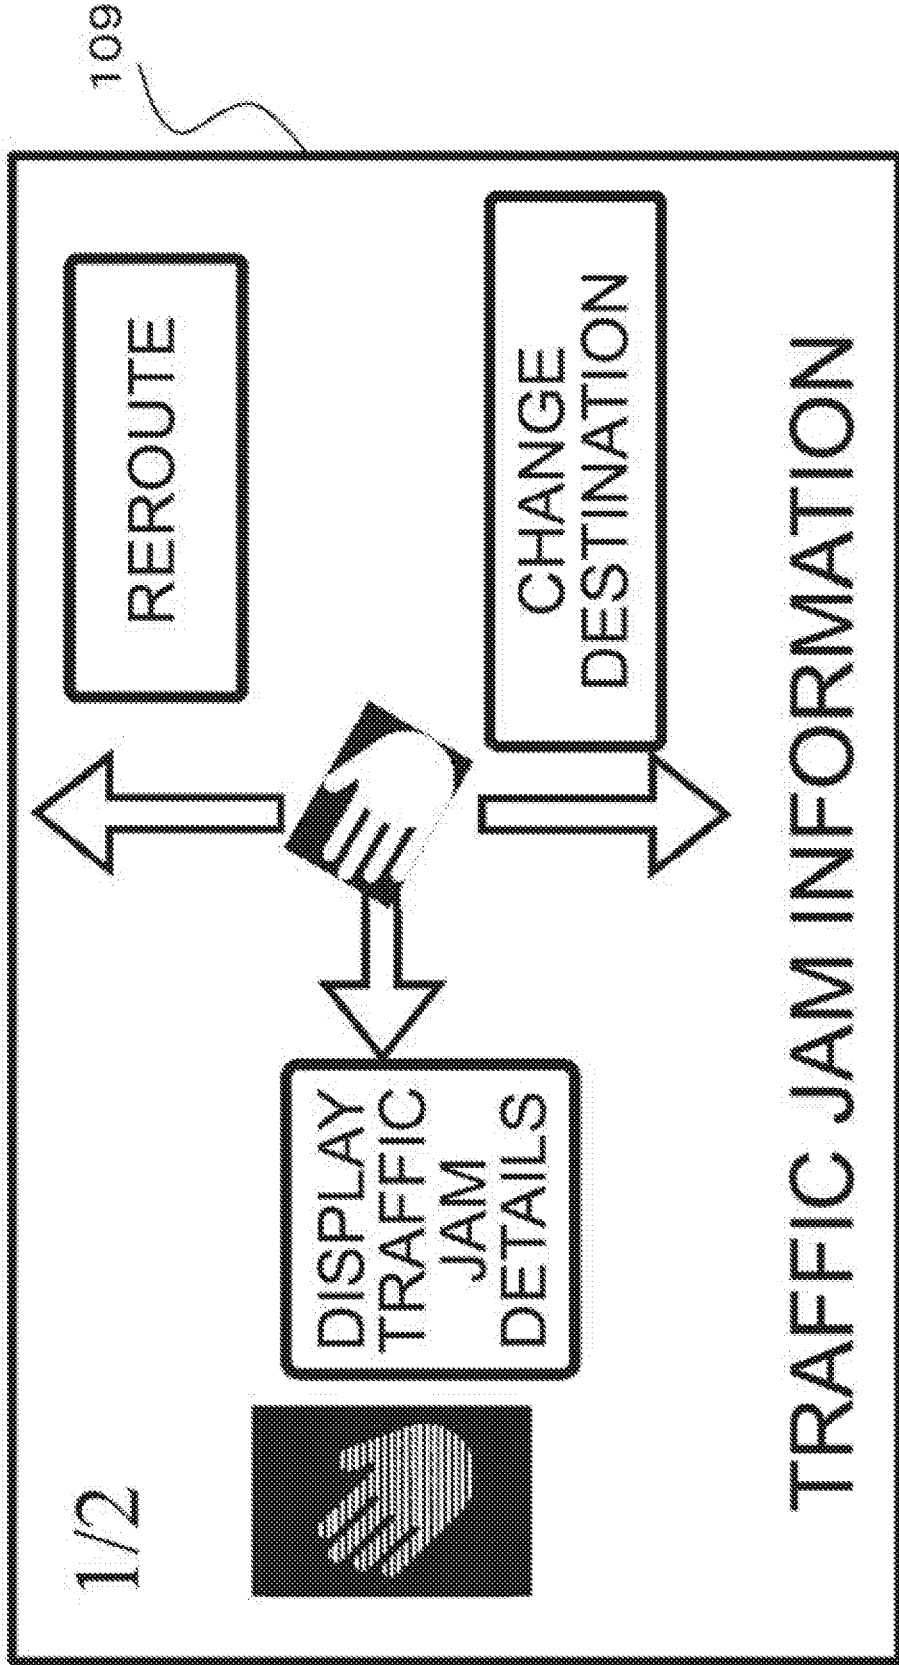 109
1/2
REROUTE
DISPLAY
TRAFFIC
JAM
DETAILS
CHANGE
DESTINATION
TRAFFIC JAM INFORMATION